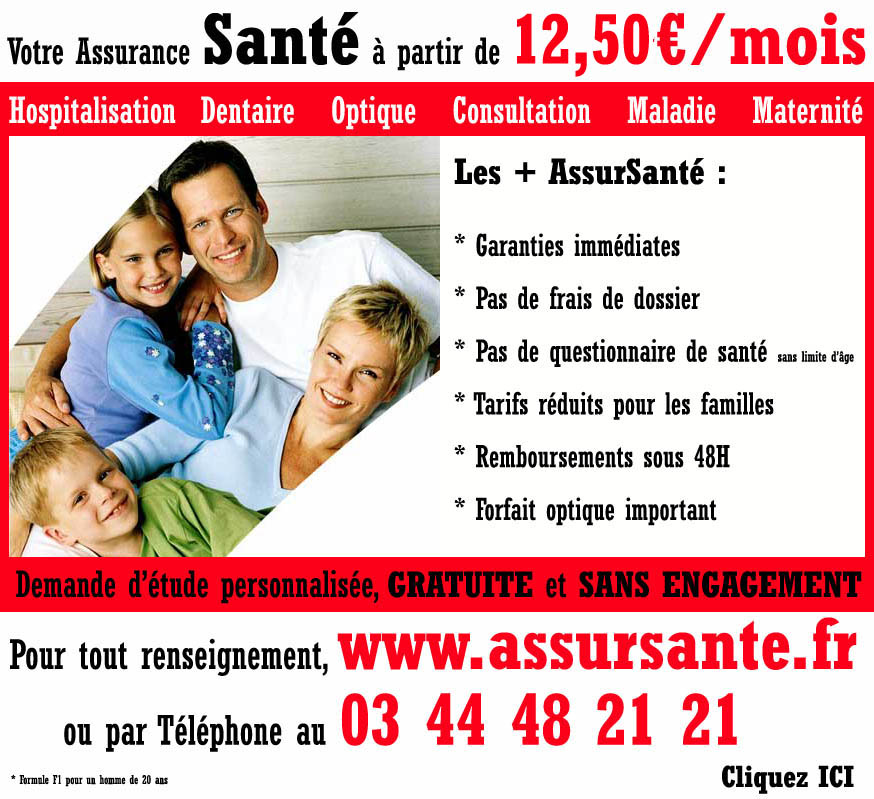 Votre Assurance Santé à partir de 12,50€/mois
Hospitalisation Dentaire Optique Consultation Maladie Maternité
Les + AssurSanté :
* Garanties immédiates
* Pas de frais de dossier
* Pas de questionnaire de santé sans limite d'âge
* Tarifs réduits pour les familles
* Remboursements sous 48H
* Forfait optique important
Demande d'étude personnalisée, GRATUITE et SANS ENGAGEMENT
Pour tout renseignement, www.assursante.fr
ou par Téléphone au 03 44 48 21 21
* Formule F1 pour un homme de 20 ans
Cliquez ICI